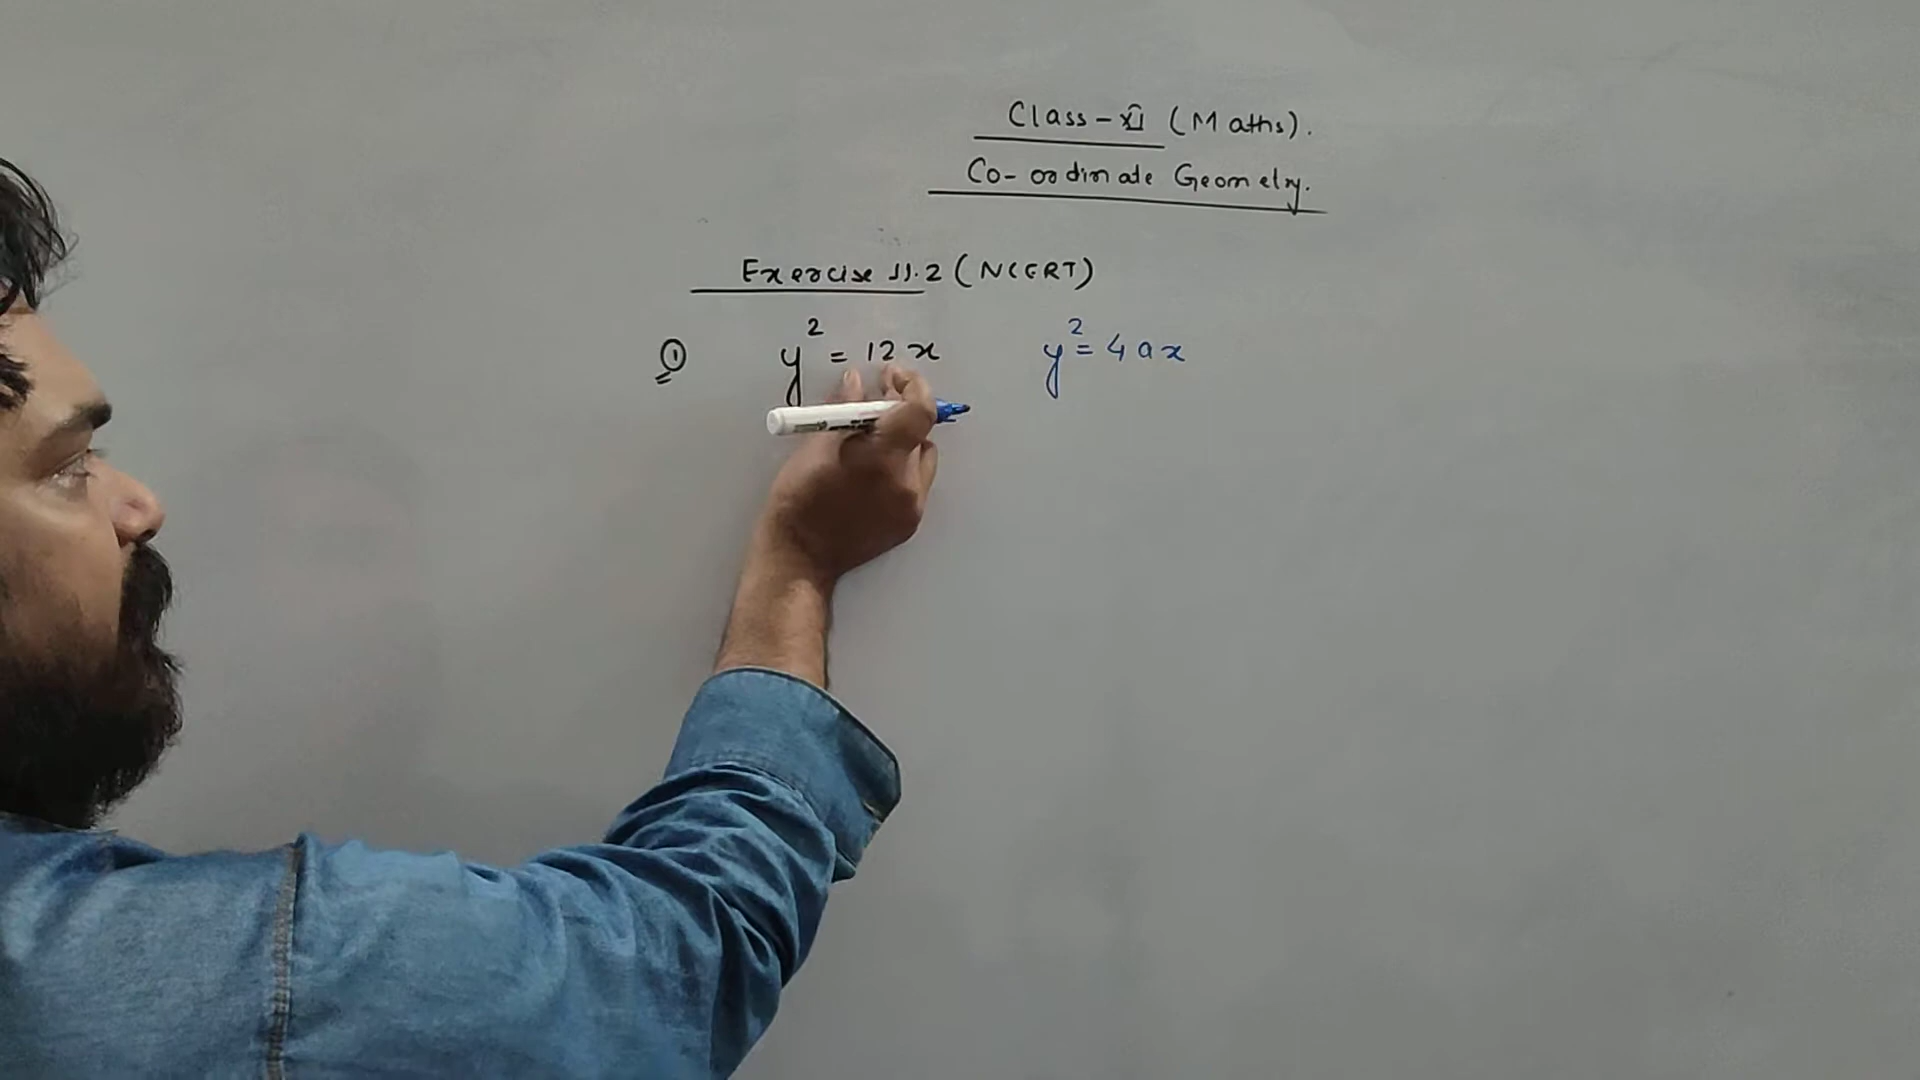 Class-XI (Maths).
Co-ordinate Geometry.
Exercise 11.2 (NCERT)
① y² = 12x y² = 4ax